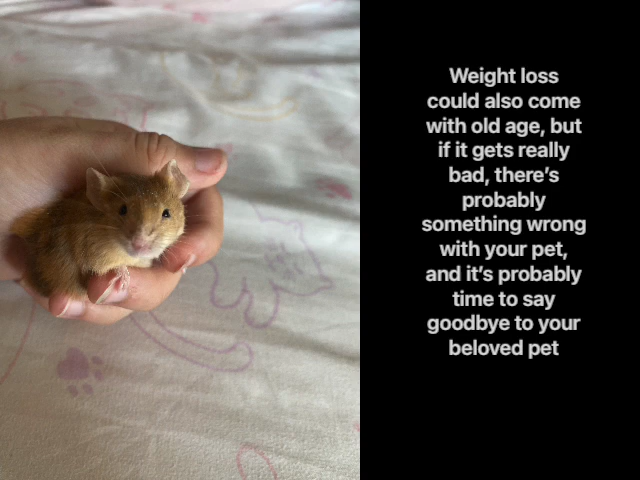 Weight loss
could also come
with old age, but
if it gets really
bad, there’s
probably
something wrong
with your pet,
and it’s probably
time to say
goodbye to your
beloved pet